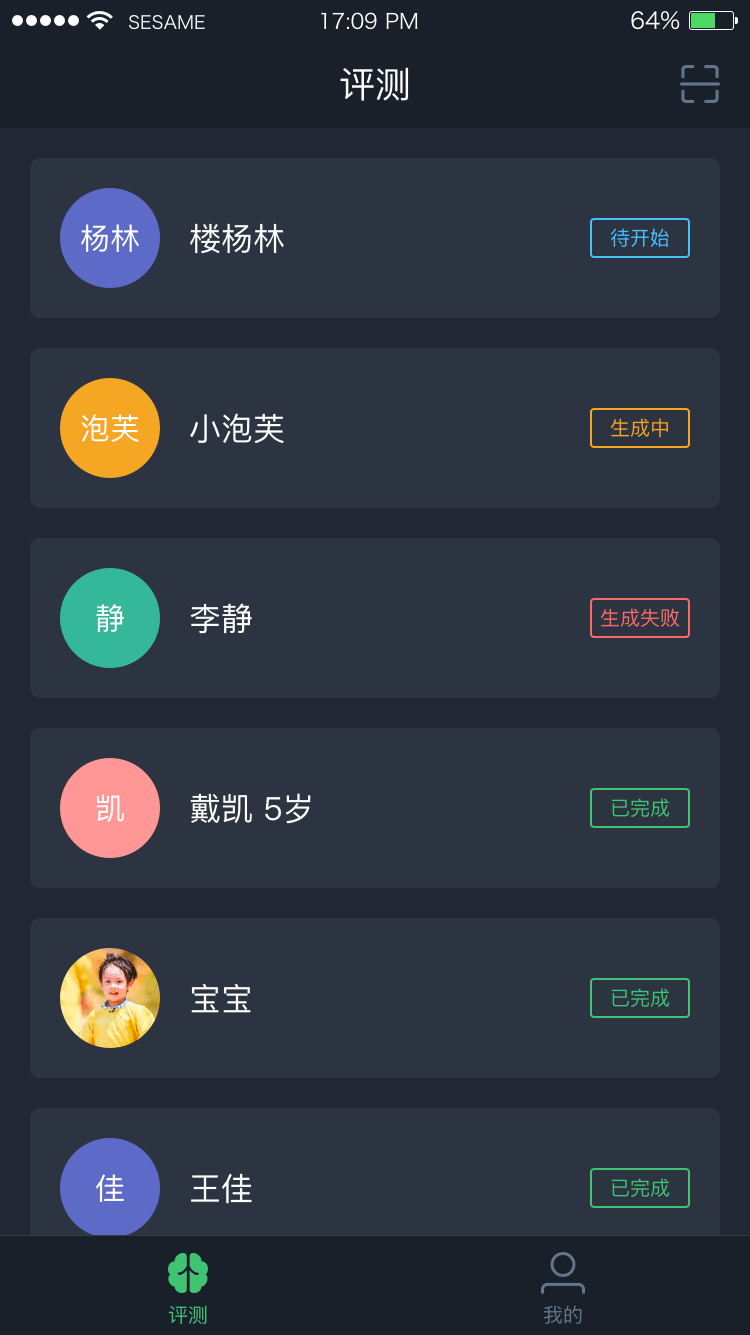 SESAME 17:09 PM 64%
评测
杨林 楼杨林 待开始
泡芙 小泡芙 生成中
静 李静 生成失败
凯 戴凯 5岁 已完成
宝宝 已完成
佳 王佳 已完成
评测 我的